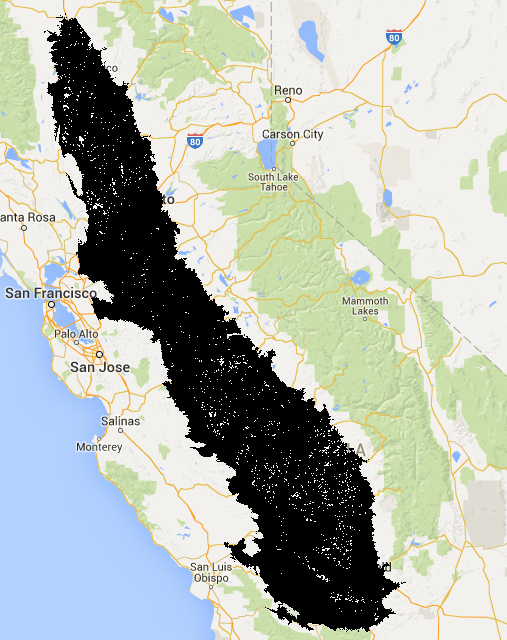 co
80
Reno
Carson City
80
South Lake
Tahoe
to
anta Rosa
San Francisco
Mammoth
Lakes
Palo Alto
San Jose
Salinas
Monterey
A
San Luis
Obispo